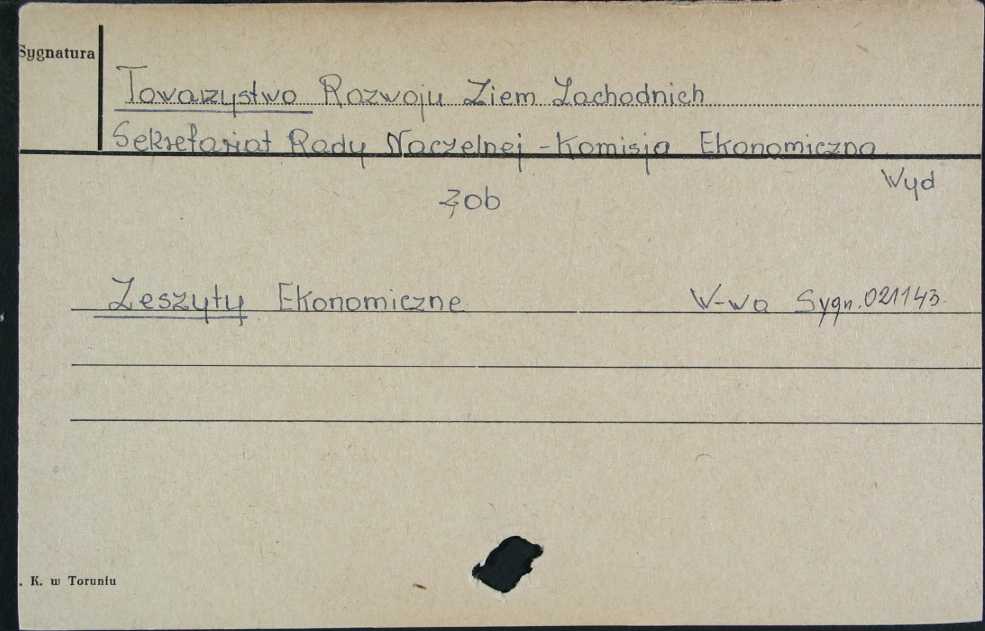 Sygnatura
Towarzystwo Rozwoju Ziem Zachodnich
Sekretariat Rady Naczelnej - Komisja Ekonomiczna
Wyd
zob
Zeszyty Ekonomiczne W-wa Sygn. 021143
. K. w Toruniu